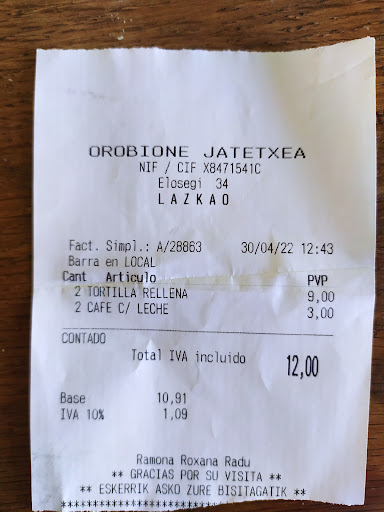 OROBIONE JATETXEA
NIF / CIF X8471541C
Elosegi 34
LAZKAO
Fact. Simpl.: A/28863 30/04/22 12:43
Barra en LOCAL
Cant Articulo PVP
2 TORTILLA RELLENA 9,00
2 CAFE C/ LECHE 3,00
CONTADO
Total IVA incluido 12,00
Base 10,91
IVA 10% 1,09
Ramona Roxana Radu
** GRACIAS POR SU VISITA **
** ESKERRIK ASKO ZURE BISITAGATIK **